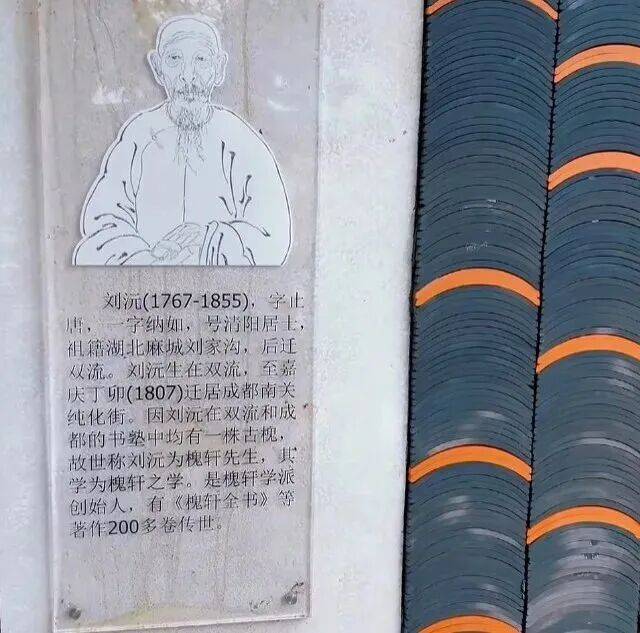 刘沅(1767-1855)，字止
唐，一字纳如，号清阳居士，
祖籍湖北麻城刘家沟，后迁
双流。刘沅生在双流，至嘉
庆丁卯(1807)迁居成都南关
纯化街。因刘沅在双流和成
都的书塾中均有一株古槐，
故世称刘沅为槐轩先生，其
学为槐轩之学。是槐轩学派
创始人，有《槐轩全书》等
著作200多卷传世。